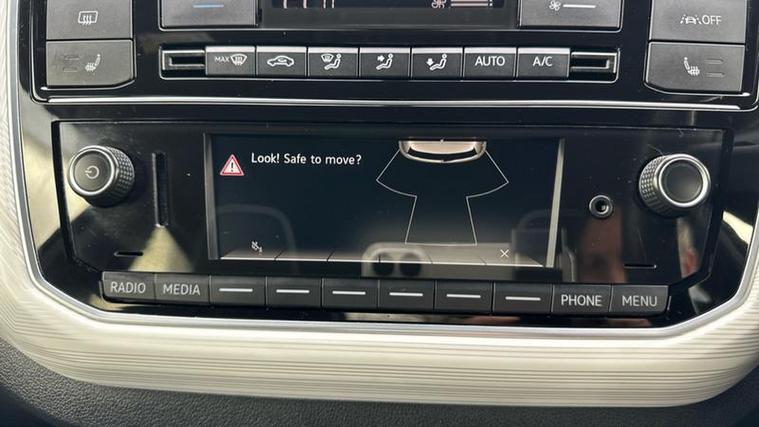 OFF
MAX
AUTO
A/C
Look! Safe to move?
RADIO
MEDIA
PHONE
MENU